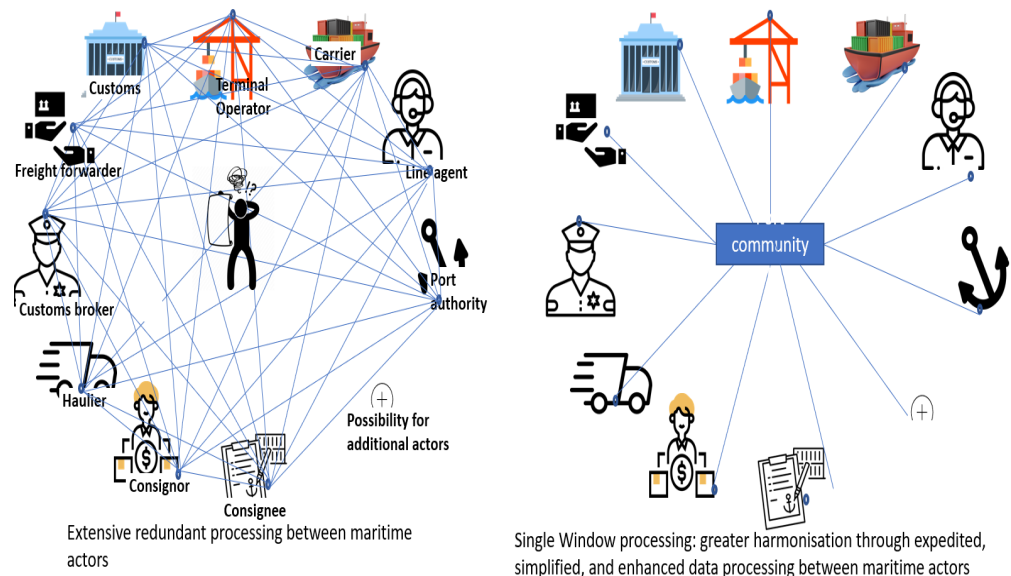 Customs
Terminal
Operator
Carrier
Freight forwarder
Line agent
Customs broker
Port
authority
Haulier
Possibility for
additional actors
Consignor
Consignee
Extensive redundant processing between maritime
actors
community
Single Window processing: greater harmonisation through expedited,
simplified, and enhanced data processing between maritime actors